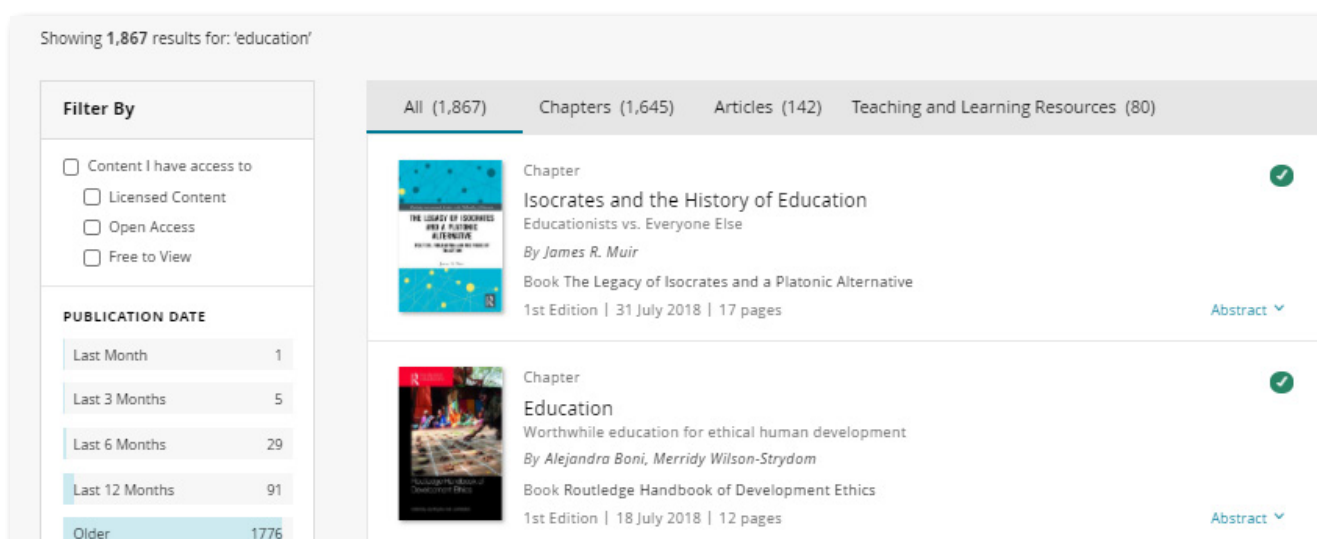 Showing 1,867 results for: 'education'
Filter By
Content I have access to
Licensed Content
Open Access
Free to View
PUBLICATION DATE
Last Month 1
Last 3 Months 5
Last 6 Months 29
Last 12 Months 91
Older 1776
All (1,867) Chapters (1,645) Articles (142) Teaching and Learning Resources (80)
THE LEGACY OF ISOCRATES
AND A PLATONIC
ALTERNATIVE
Chapter
Isocrates and the History of Education
Educationists vs. Everyone Else
By James R. Muir
Book The Legacy of Isocrates and a Platonic Alternative
1st Edition | 31 July 2018 | 17 pages
Abstract
Routledge Handbook of
Development Ethics
Chapter
Education
Worthwhile education for ethical human development
By Alejandra Boni, Merridy Wilson-Strydom
Book Routledge Handbook of Development Ethics
1st Edition | 18 July 2018 | 12 pages
Abstract